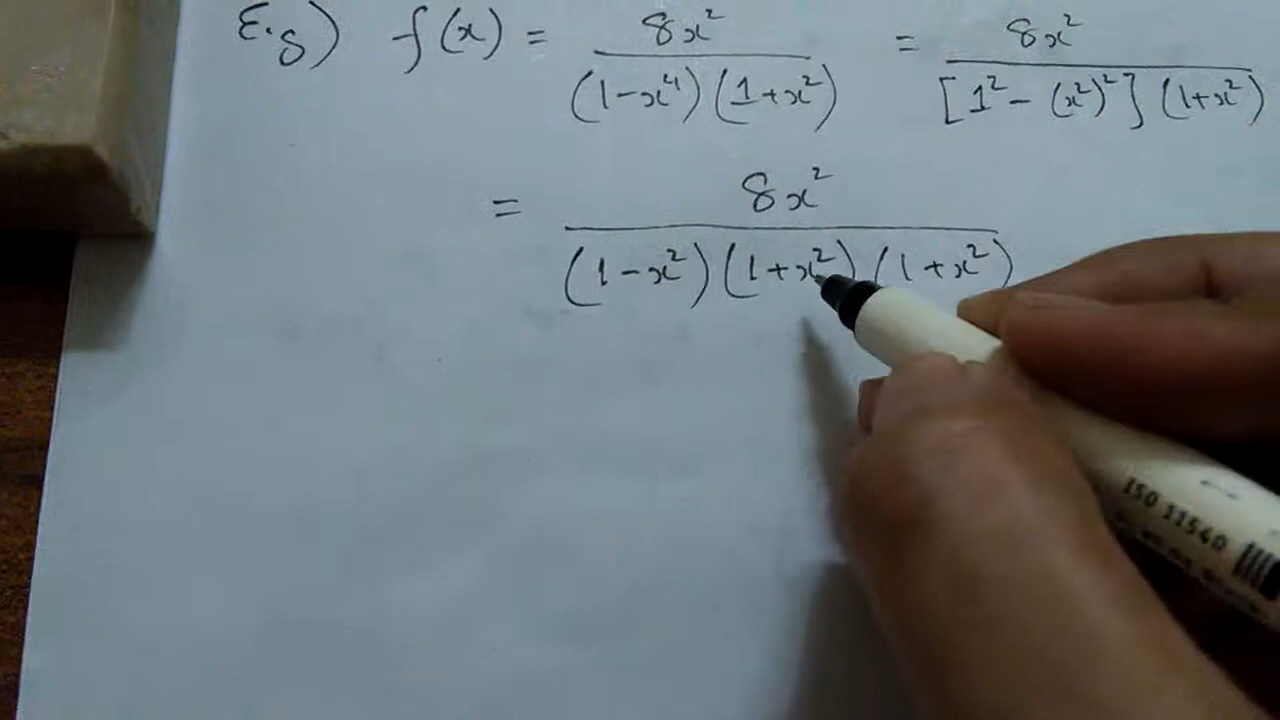 E.g) f(x) = 8x² / (1-x⁴)(1+x²) = 8x² / [1² - (x²)²](1+x²)
= 8x² / (1-x²)(1+x²)(1+x²)
ISO 11540